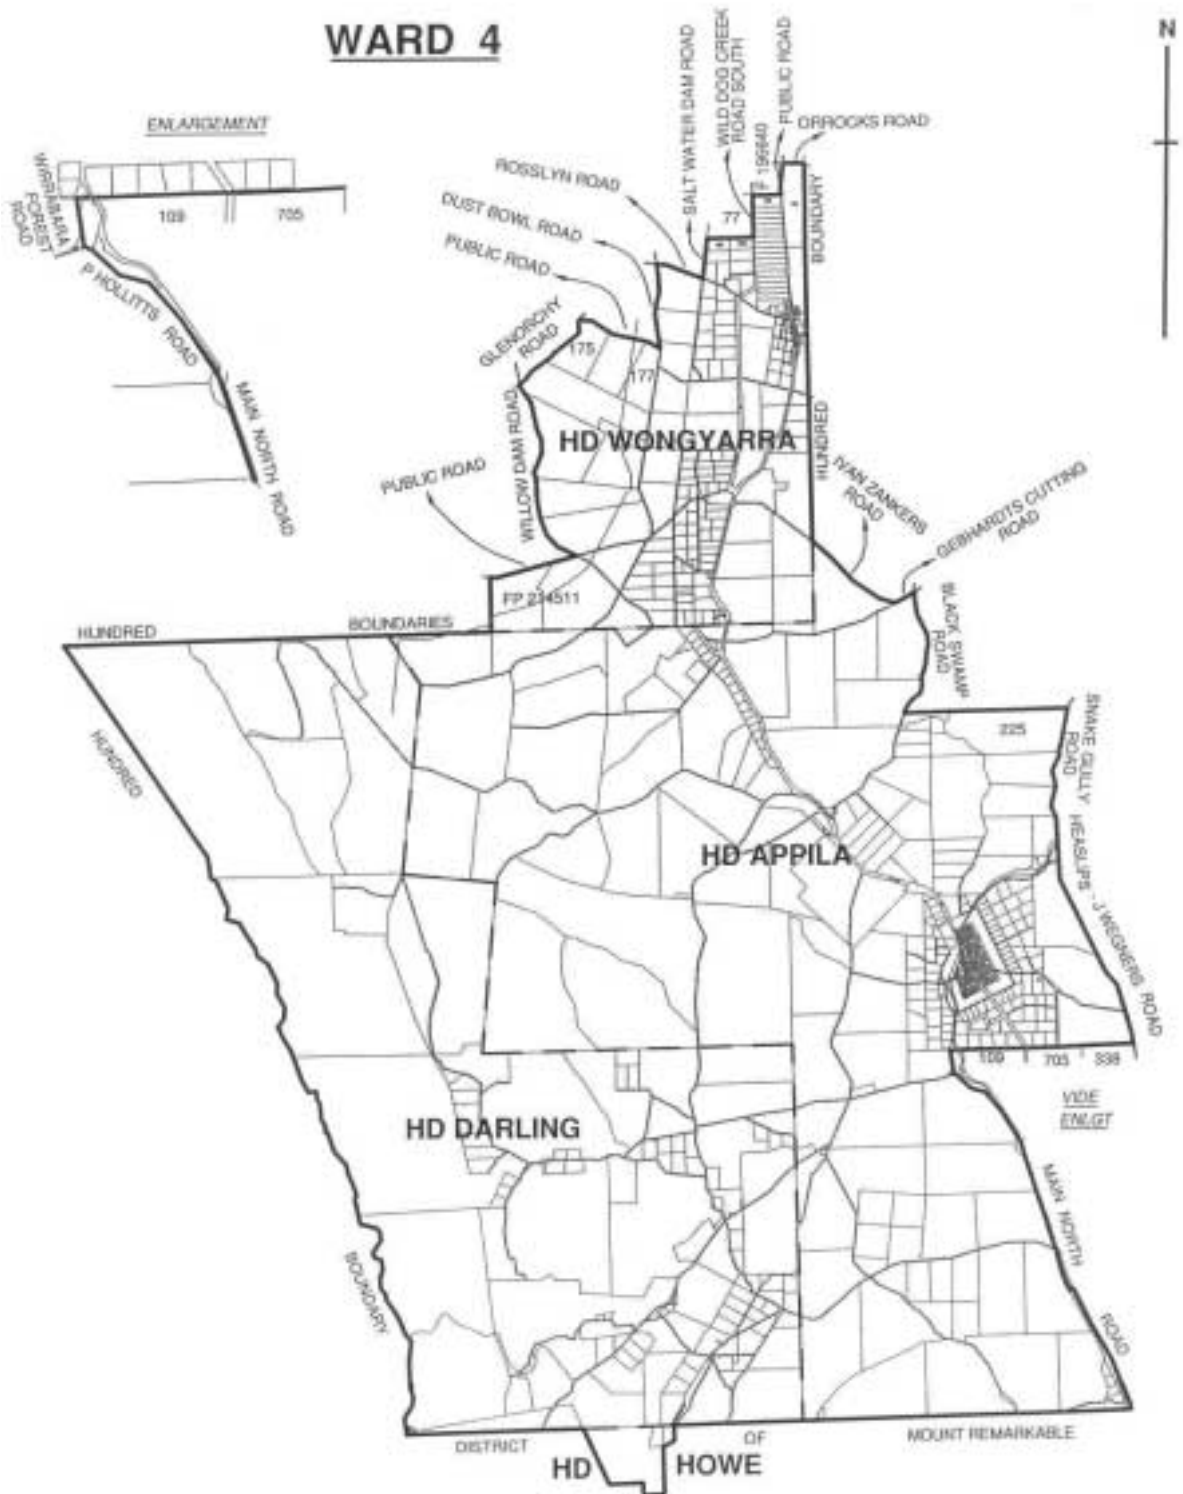 WARD 4
N
ENLARGEMENT
WIRRABARA
FOREST
ROAD
109
705
P HOLLITTS ROAD
MAIN NORTH ROAD
SALT WATER DAM ROAD
WILD DOG CREEK
ROAD SOUTH
PUBLIC ROAD
ORROCKS ROAD
ROSSLYN ROAD
77
BOUNDARY
DUST BOWL ROAD
PUBLIC ROAD
GLENORCHY
ROAD
175
177
WILLOW DAM ROAD
HD WONGYARRA
HUNDRED
PUBLIC ROAD
IVAN ZANKERS
ROAD
GEBHARDTS CUTTING
ROAD
BLACK SWAMP
ROAD
HUNDRED
BOUNDARIES
HUNDRED
225
SNAKE GULLY
ROAD
HEASLIPS - J WEGNERS ROAD
HD APPILA
109
705
338
VIDE
ENLGT
HD DARLING
MAIN NORTH
ROAD
BOUNDARY
DISTRICT
OF
MOUNT REMARKABLE
HD HOWE